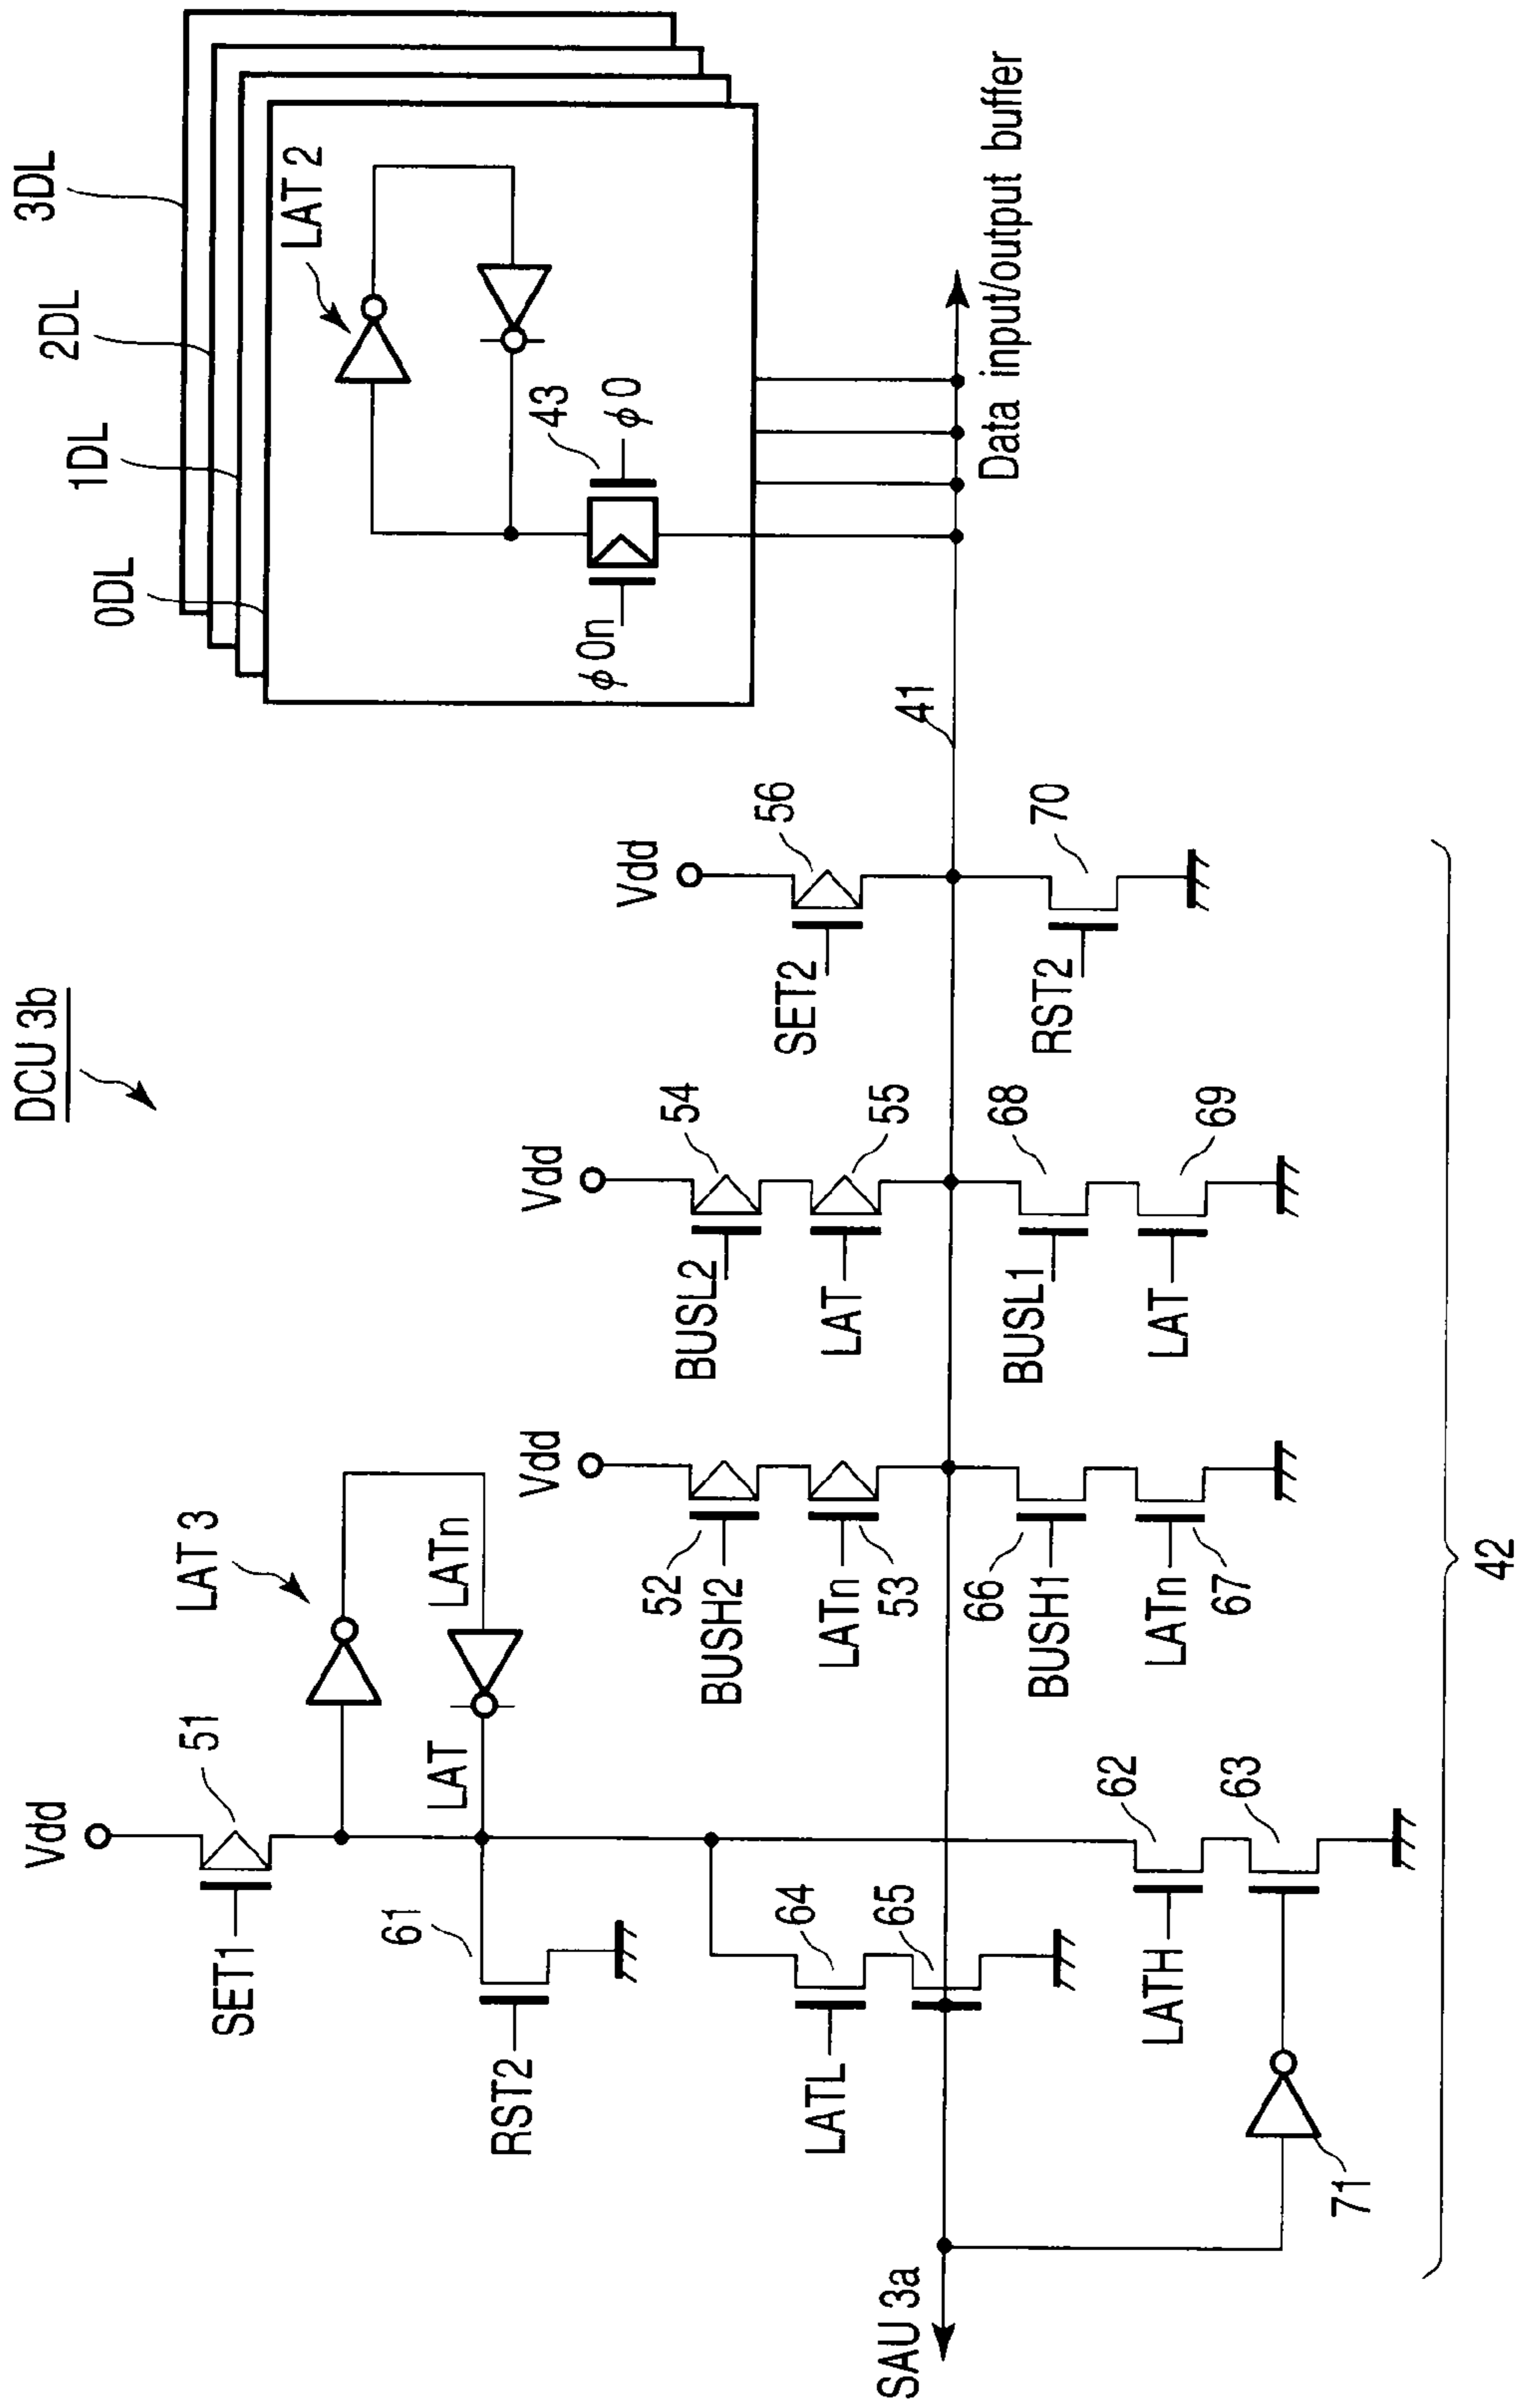 DCU 3b
3DL
2DL
1DL
0DL
LAT 2
43
φ0
φ0n
Data input/output buffer
41
Vdd
51
SET1
LAT 3
LATn
LAT
61
RST2
Vdd
52
BUSH2
LATn
53
Vdd
54
BUSL2
55
LAT
Vdd
56
SET2
64
65
LATL
66
BUSH1
LATn
67
68
BUSL1
69
LAT
70
RST2
SAU 3a
62
63
LATH
71
42